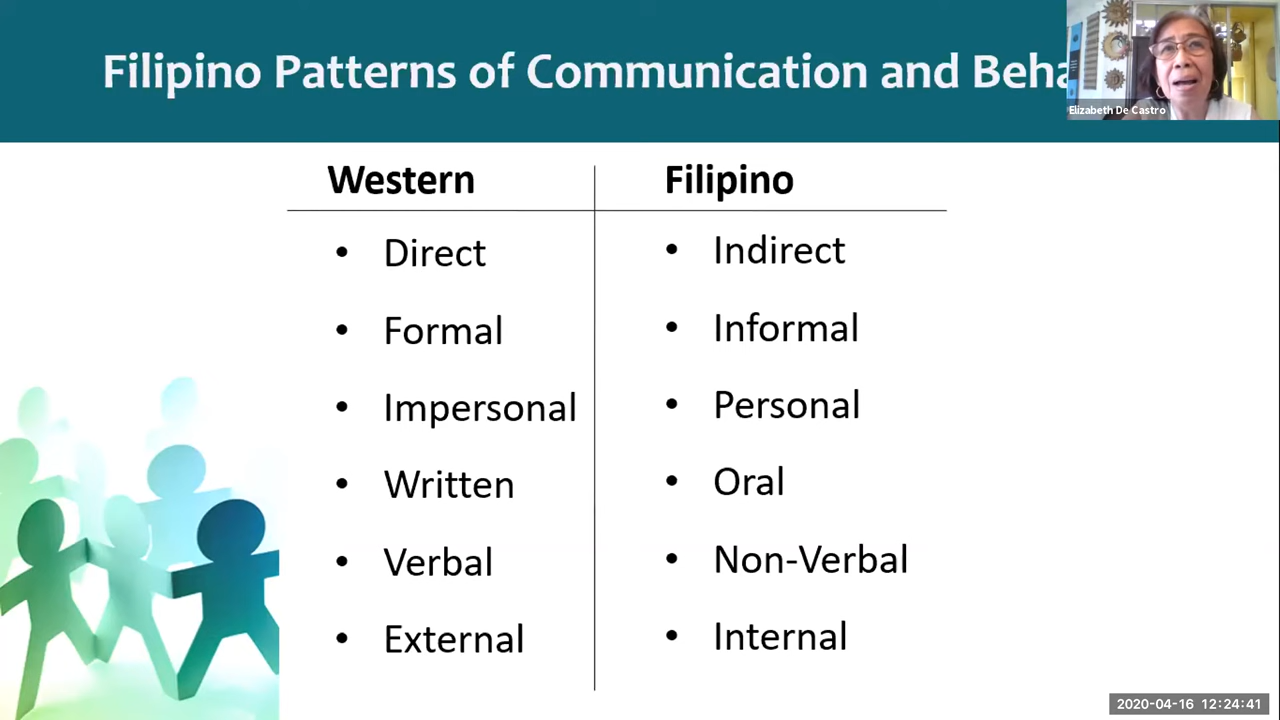 Filipino Patterns of Communication and Beha
Elizabeth De Castro
Western
Filipino
• Direct
• Indirect
• Formal
• Informal
• Impersonal
• Personal
• Written
• Oral
• Verbal
• Non-Verbal
• External
• Internal
2020-04-16 12:24:41